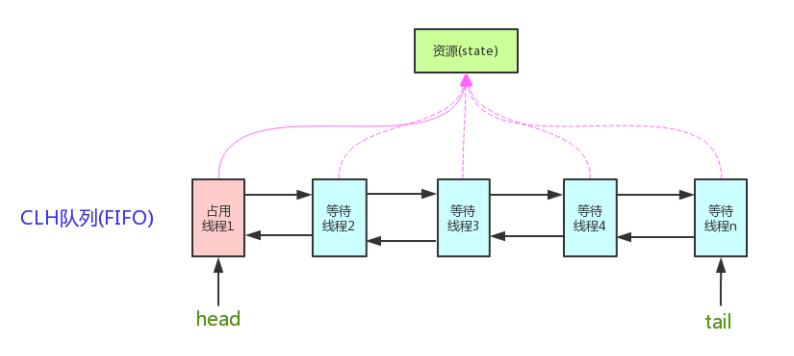 资源(state)
CLH队列(FIFO)
占用
线程1
等待
线程2
等待
线程3
等待
线程4
等待
线程n
head
tail